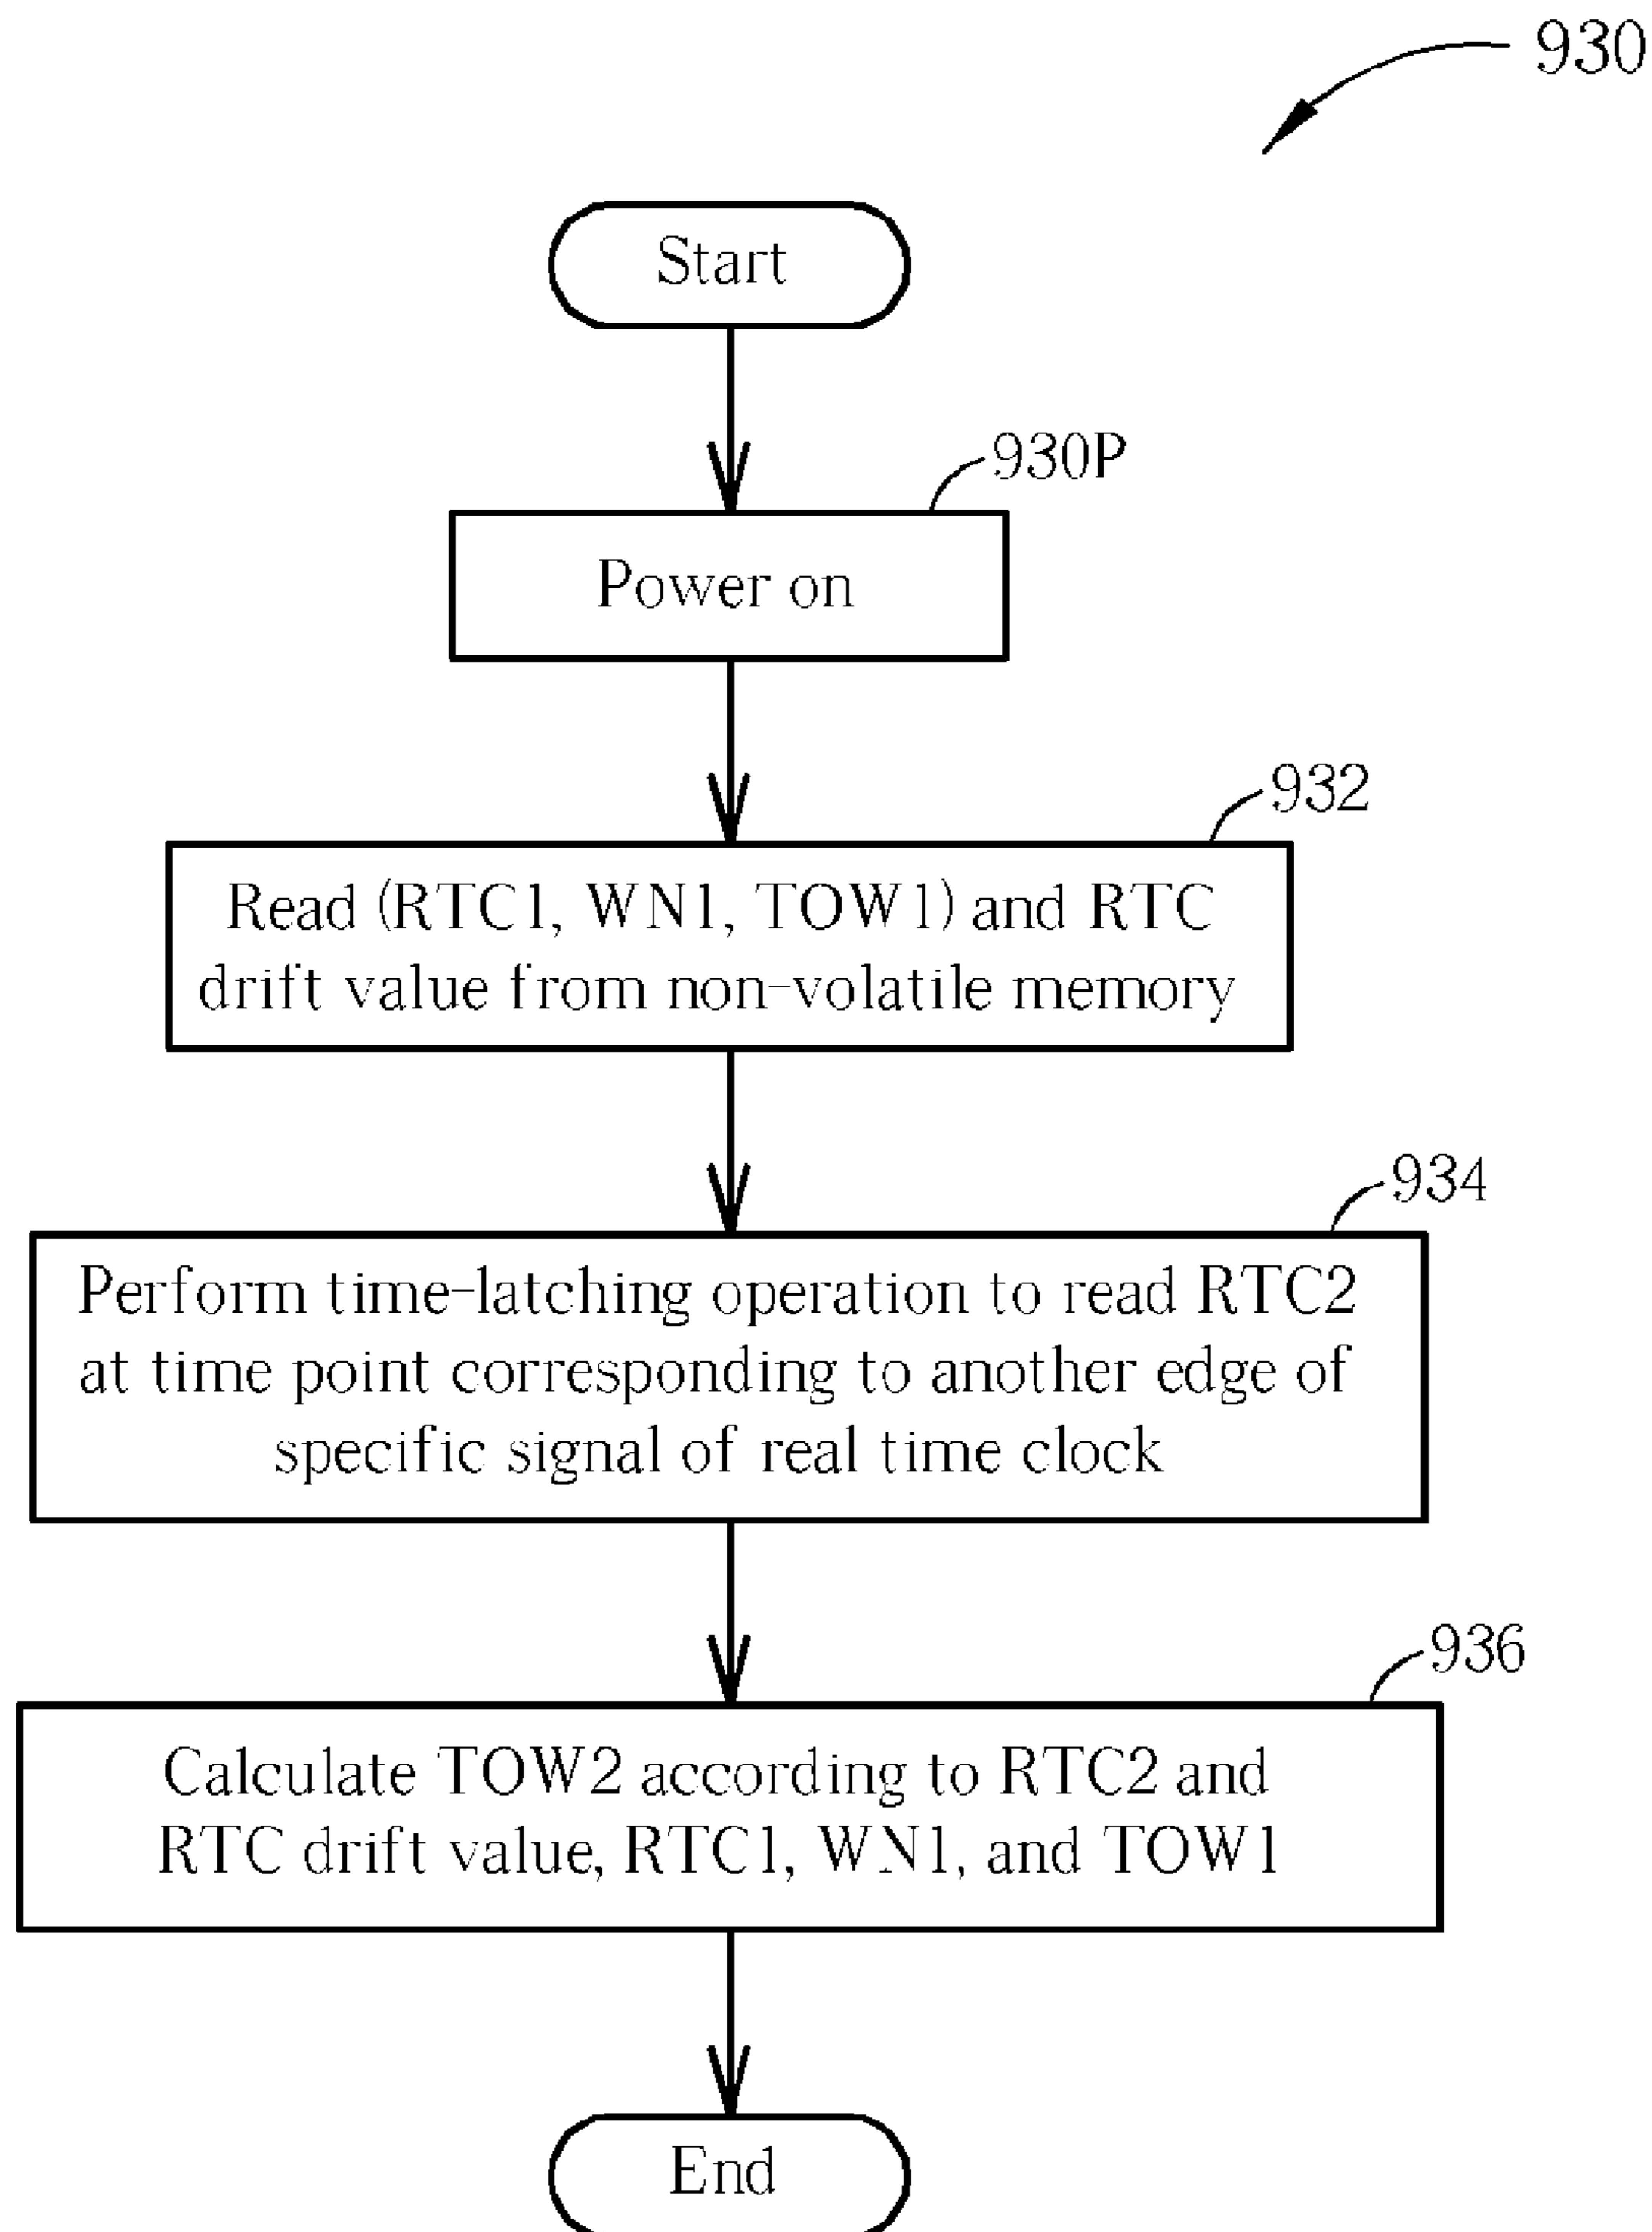 930
Start
930P
Power on
932
Read (RTC1, WN1, TOW1) and RTC
drift value from non-volatile memory
934
Perform time-latching operation to read RTC2
at time point corresponding to another edge of
specific signal of real time clock
936
Calculate TOW2 according to RTC2 and
RTC drift value, RTC1, WN1, and TOW1
End